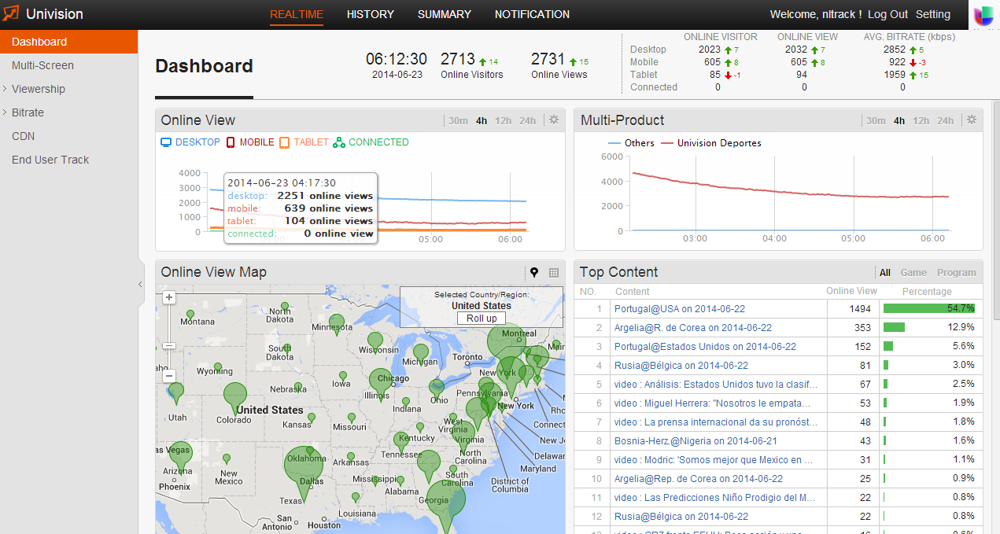 Univision
REALTIME HISTORY SUMMARY NOTIFICATION
Welcome, nltrack ! Log Out Setting
Dashboard
Multi-Screen
Viewership
Bitrate
CDN
End User Track
Dashboard
06:12:30
2014-06-23
2713 14
Online Visitors
2731 15
Online Views
ONLINE VISITOR ONLINE VIEW AVG. BITRATE (kbps)
Desktop 2023 7 2032 7 2852 5
Mobile 605 8 605 8 922 -3
Tablet 85 -1 94 1959 15
Connected 0 0 0
Online View 30m 4h 12h 24h
DESKTOP MOBILE TABLET CONNECTED
4000
3000
2000
1000
0
2014-06-23 04:17:30
desktop: 2251 online views
mobile: 639 online views
tablet: 104 online views
connected: 0 online view
05:00 06:00
Multi-Product 30m 4h 12h 24h
Others Univision Deportes
6000
4000
2000
0
03:00 04:00 05:00 06:00
Online View Map
Selected Country/Region:
United States
Roll up
+
−
Montana
North
Dakota
Minnesota
Montreal
South
Dakota
Wisconsin
Michigan
Toronto
Wyoming
Nebraska
Iowa
Chicago
Illinois
New York
Ohio
Pennsylvania
Indiana
New York
Utah
Colorado
United States
Kansas
Missouri
West
Virginia
Virginia
Kentucky
as Vegas
Arizona
Phoenix
New
Mexico
Oklahoma
Arkansas
Tennessee
North
Carolina
South
Carolina
Delawar
Maryland
District of
Columbia
Dallas
Texas
Mississippi
Alabama
Georgia
Louisiana
San
Antonio
Houston
Top Content All Game Program
NO. Content Online View Percentage
1 Portugal@USA on 2014-06-22 1494 54.7%
2 Argelia@R. de Corea on 2014-06-22 353 12.9%
3 Portugal@Estados Unidos on 2014-06-22 152 5.6%
4 Rusia@Bélgica on 2014-06-22 81 3.0%
5 video : Análisis: Estados Unidos tuvo la clasif... 67 2.5%
6 video : Miguel Herrera: "Nosotros le empata... 53 1.9%
7 video : La prensa internacional da su pronóst... 48 1.8%
8 Bosnia-Herz.@Nigeria on 2014-06-21 43 1.6%
9 video : Modric: 'Somos mejor que Mexico en ... 31 1.1%
10 Argelia@Rep. de Corea on 2014-06-22 25 0.9%
11 video : Las Predicciones Niño Prodigio del M... 22 0.8%
12 Rusia@Bélgica on 2014-06-22 22 0.8%